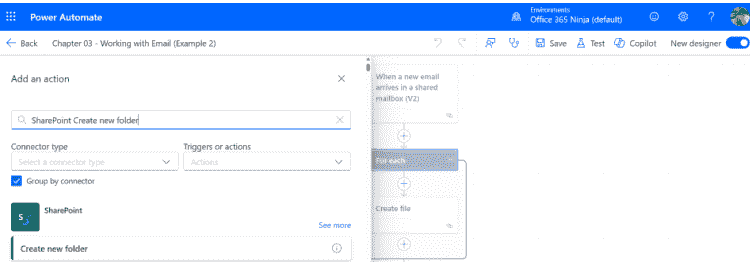 Power Automate
Environments
Office 365 Ninja (default)
?
Back
Chapter 03 - Working with Email (Example 2)
Save
Test
Copilot
New designer
Add an action
SharePoint Create new folder
Connector type
Triggers or actions
Select a connector type
Actions
Group by connector
S
SharePoint
See more
Create new folder
When a new email
arrives in a shared
mailbox (V2)
For each
Create file